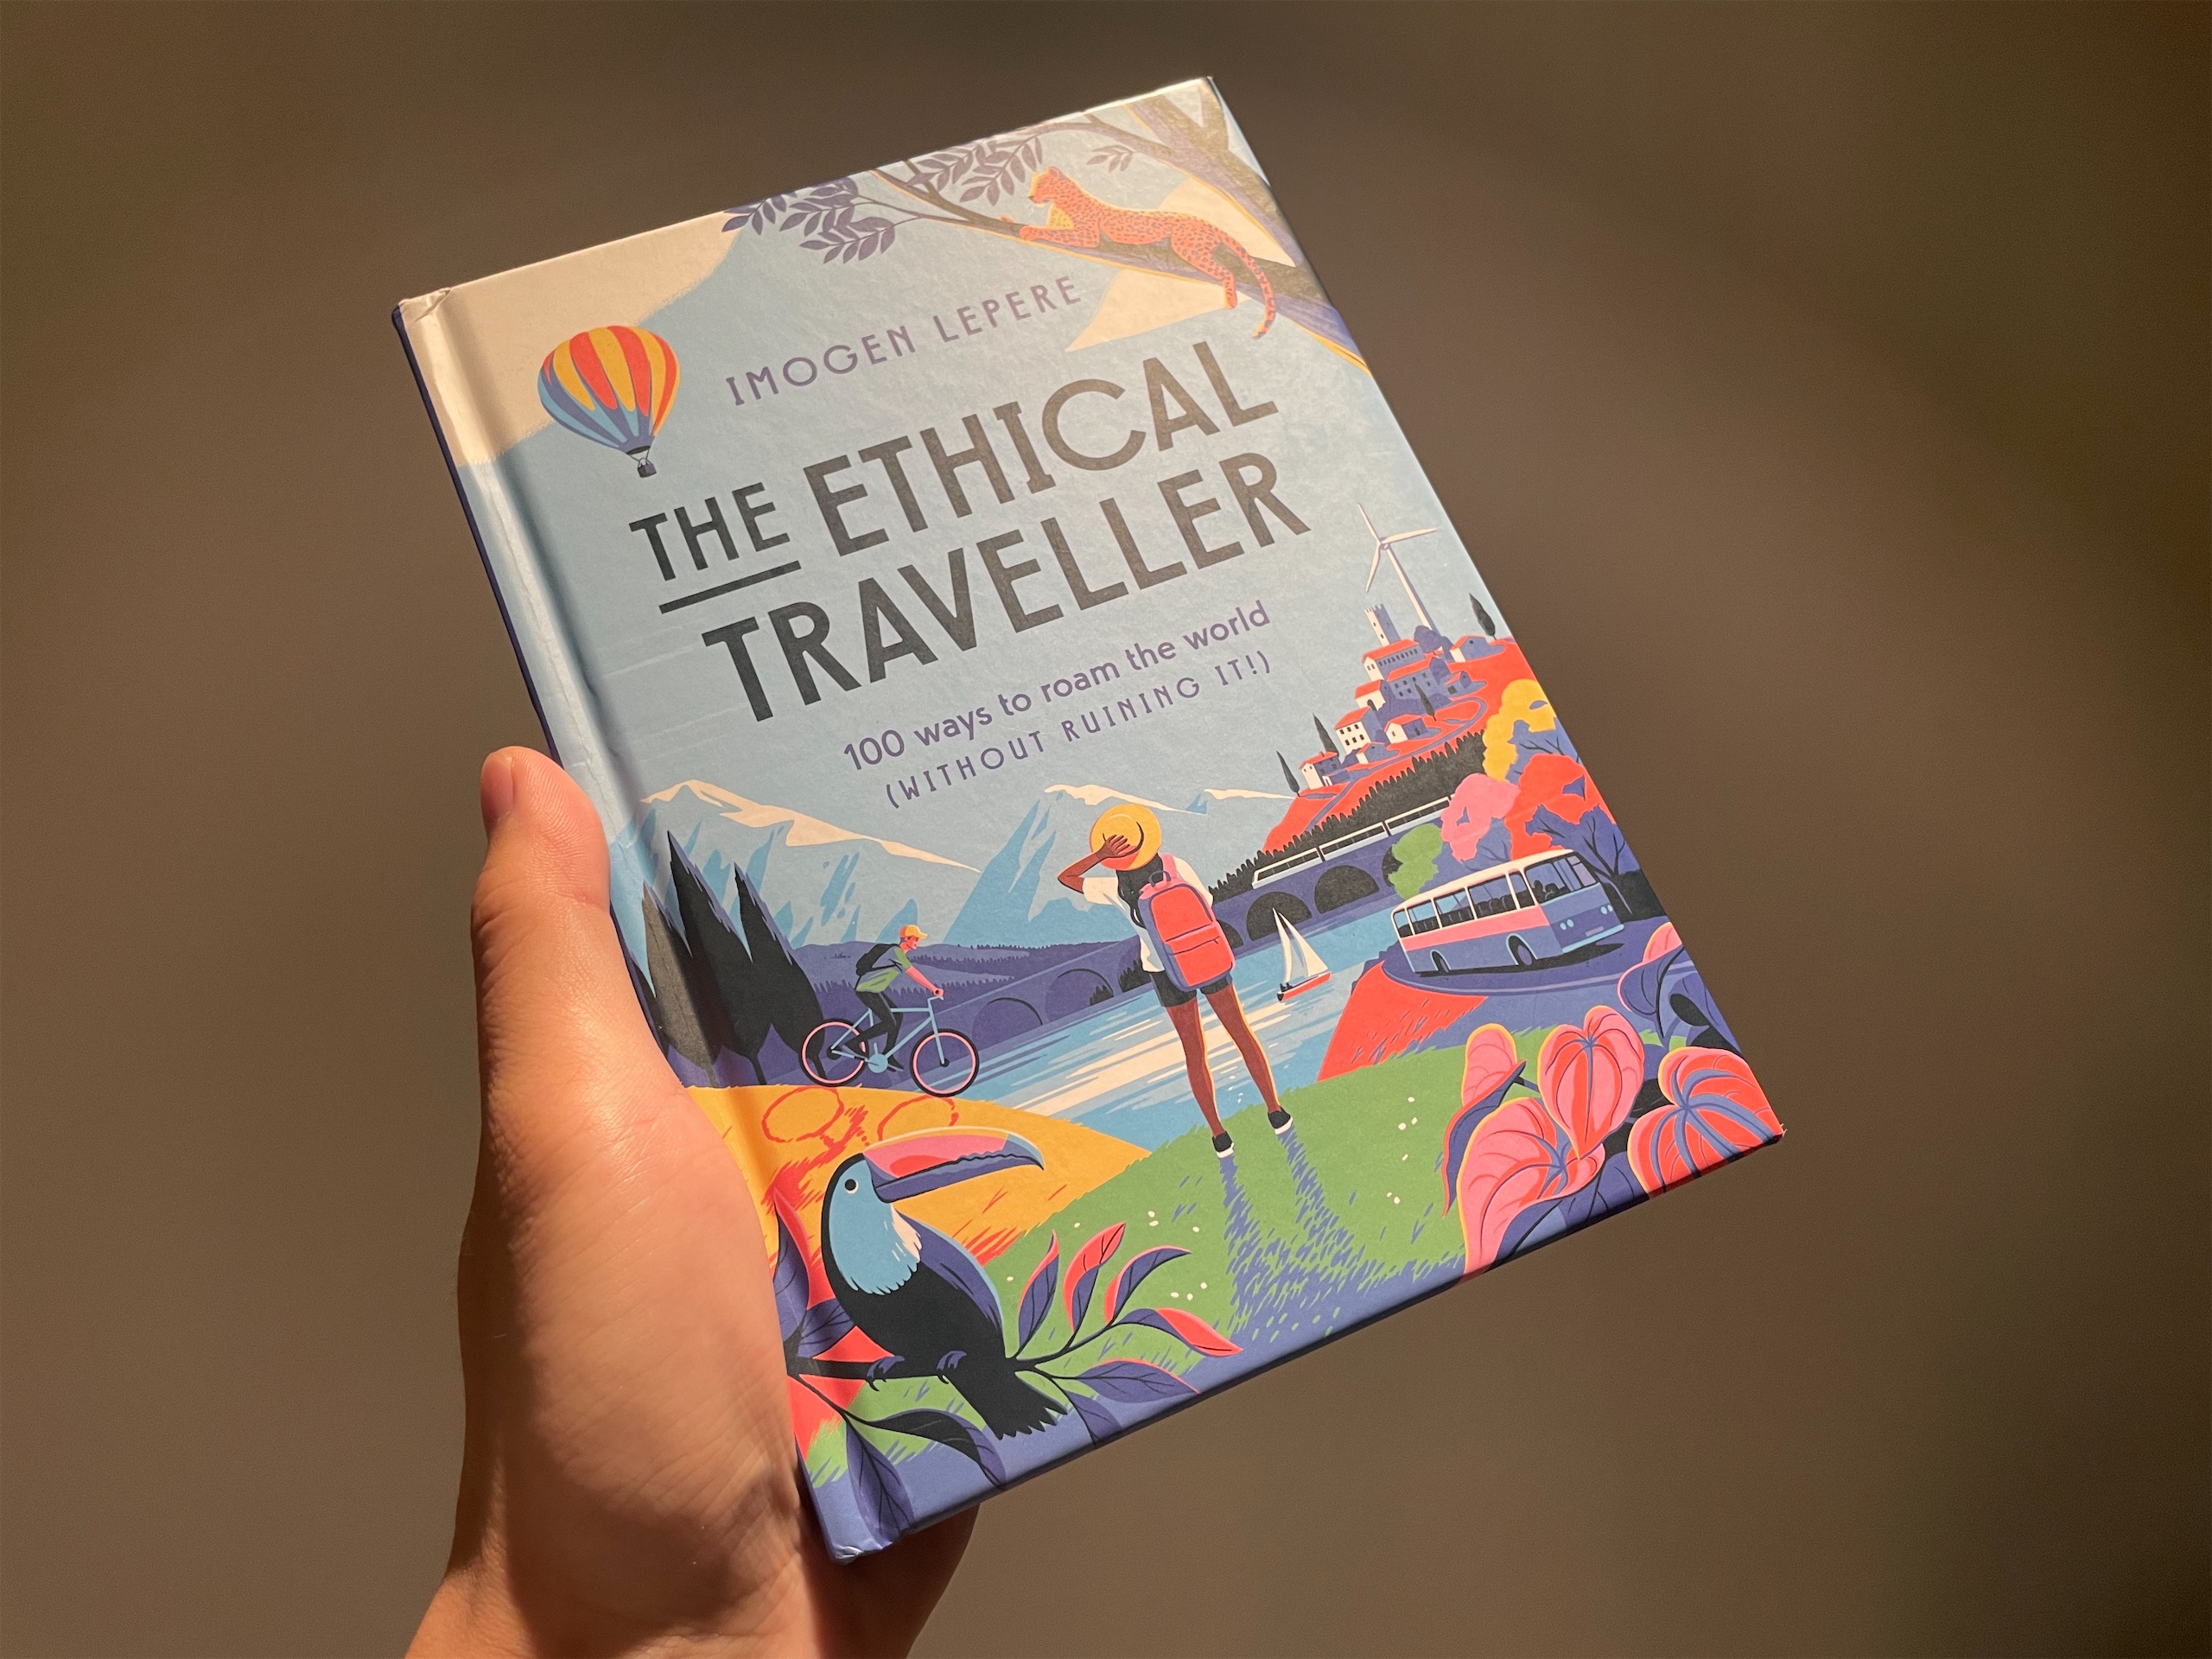 IMOGEN LEPERE
THE ETHICAL
TRAVELLER
100 ways to roam the world
(WITHOUT RUINING IT!)